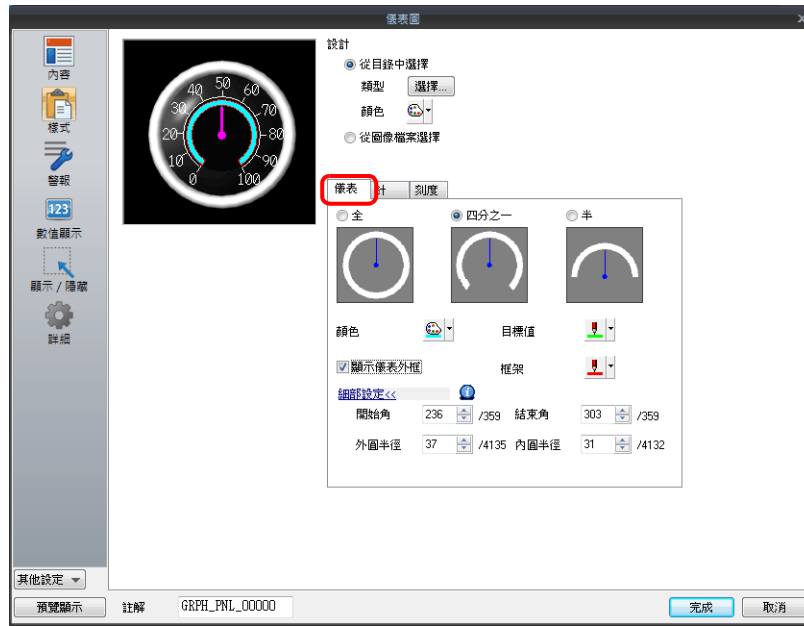 儀表圖
內容
樣式
警報
123
數值顯示
顯示 / 隱藏
詳細
其他設定
預覽顯示
0
10
20
30
40
50
60
70
80
90
100
設計
從目錄中選擇
類型 選擇...
顏色
從圖像檔案選擇
儀表 計 刻度
全 四分之一 半
顏色 目標值
顯示儀表外框 框架
細部設定<<
開始角 236 /359 結束角 303 /359
外圓半徑 37 /4135 內圓半徑 31 /4132
註解 GRPH_PNL_00000
完成 取消